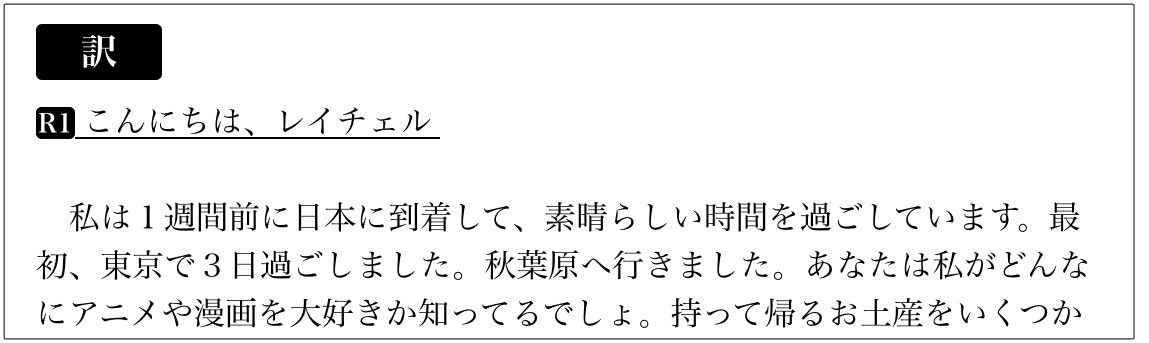 訳
R1 こんにちは、レイチェル
私は１週間前に日本に到着して、素晴らしい時間を過ごしています。最
初、東京で３日過ごしました。秋葉原へ行きました。あなたは私がどんな
にアニメや漫画を大好きか知ってるでしょ。持って帰るお土産をいくつか